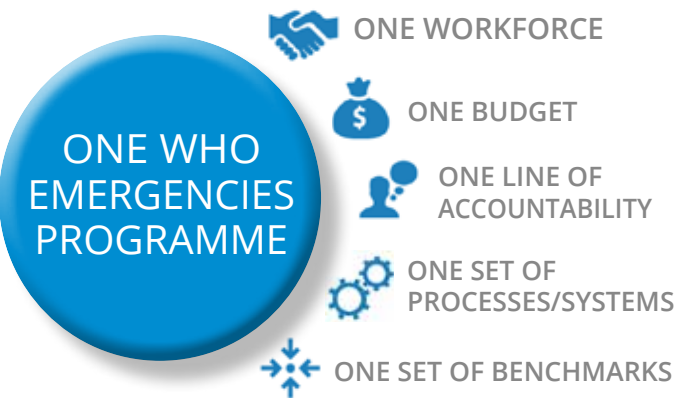 ONE WHO
EMERGENCIES
PROGRAMME
ONE WORKFORCE
$
ONE BUDGET
ONE LINE OF
ACCOUNTABILITY
ONE SET OF
PROCESSES/SYSTEMS
ONE SET OF BENCHMARKS